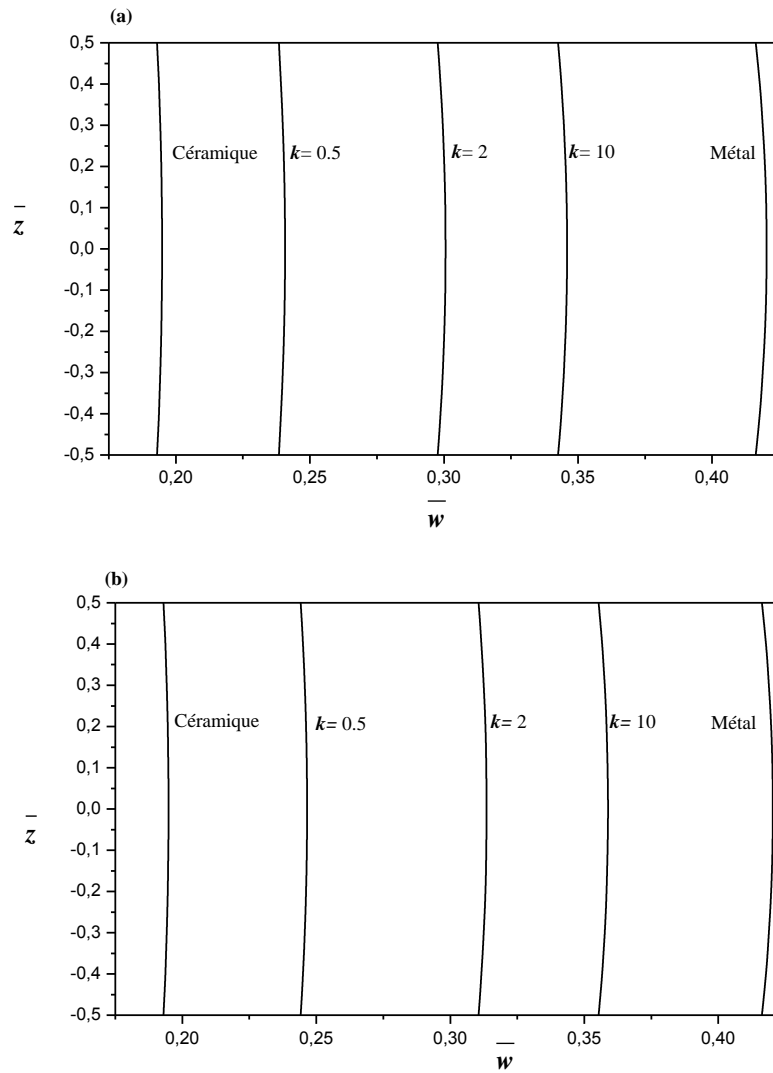 (a)
0,5
0,4
0,3
0,2
0,1
0,0
-0,1
-0,2
-0,3
-0,4
-0,5
z̅
Céramique
k= 0.5
k= 2
k= 10
Métal
0,20 0,25 0,30 0,35 0,40
w̅
(b)
0,5
0,4
0,3
0,2
0,1
0,0
-0,1
-0,2
-0,3
-0,4
-0,5
z̅
Céramique
k= 0.5
k= 2
k= 10
Métal
0,20 0,25 0,30 0,35 0,40
w̅